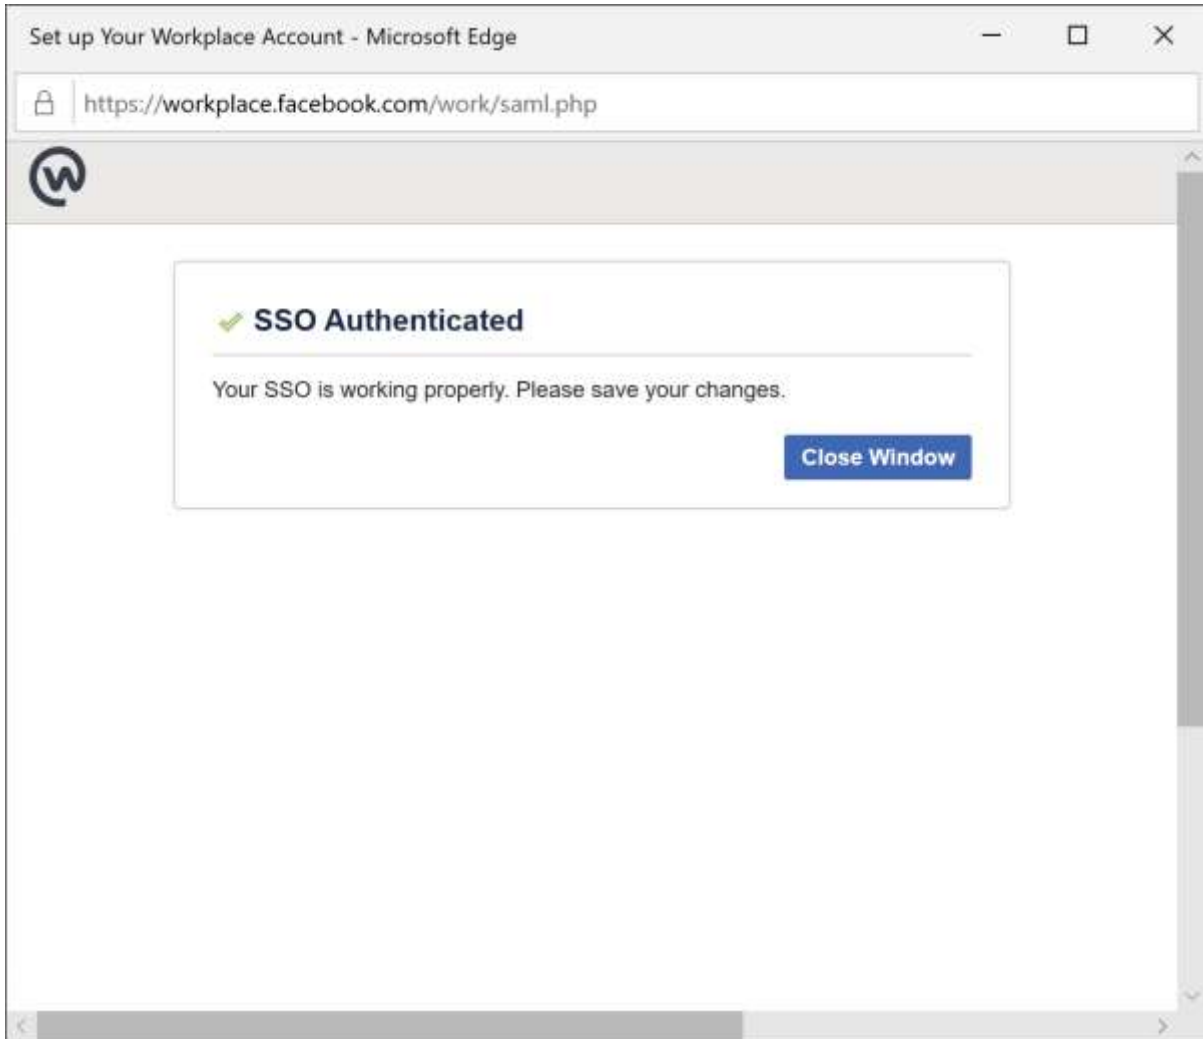 Set up Your Workplace Account - Microsoft Edge
https://workplace.facebook.com/work/saml.php
SSO Authenticated
Your SSO is working properly. Please save your changes.
Close Window